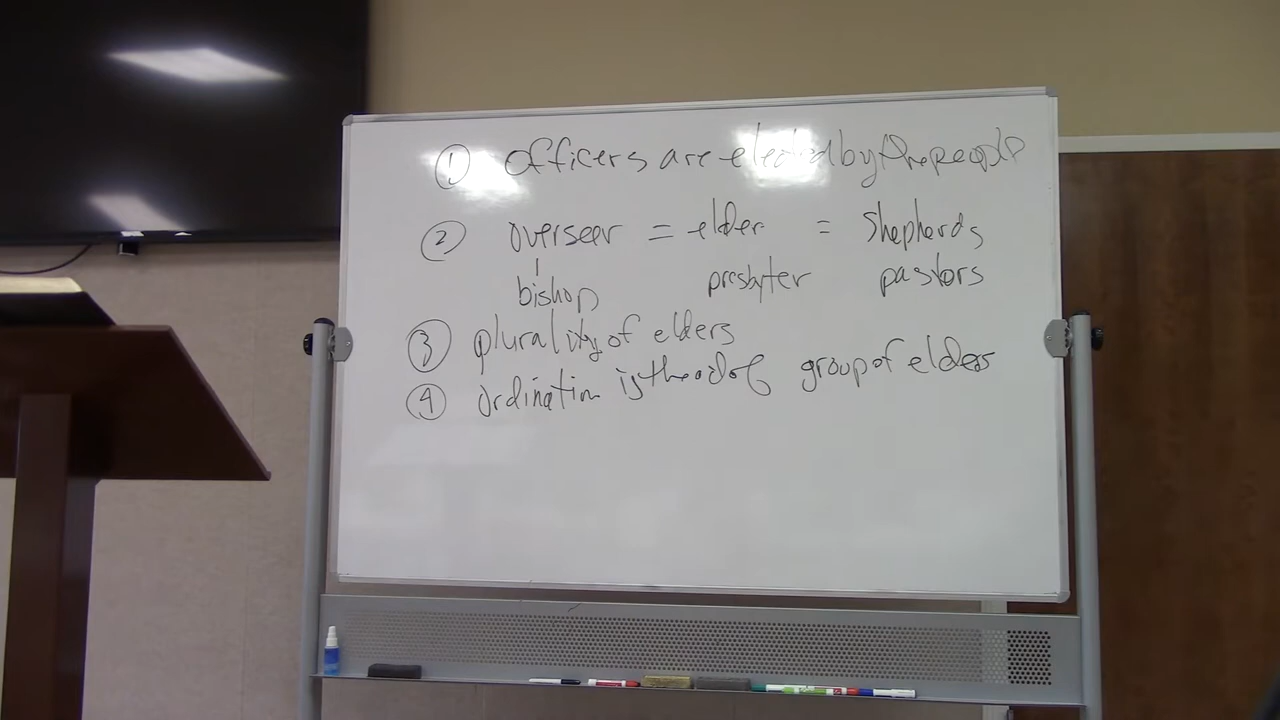 ① Officers are elected by the people
② overseer = elder = shepherds
bishop presbyter pastors
③ plurality of elders
④ ordination is the act of group of elders